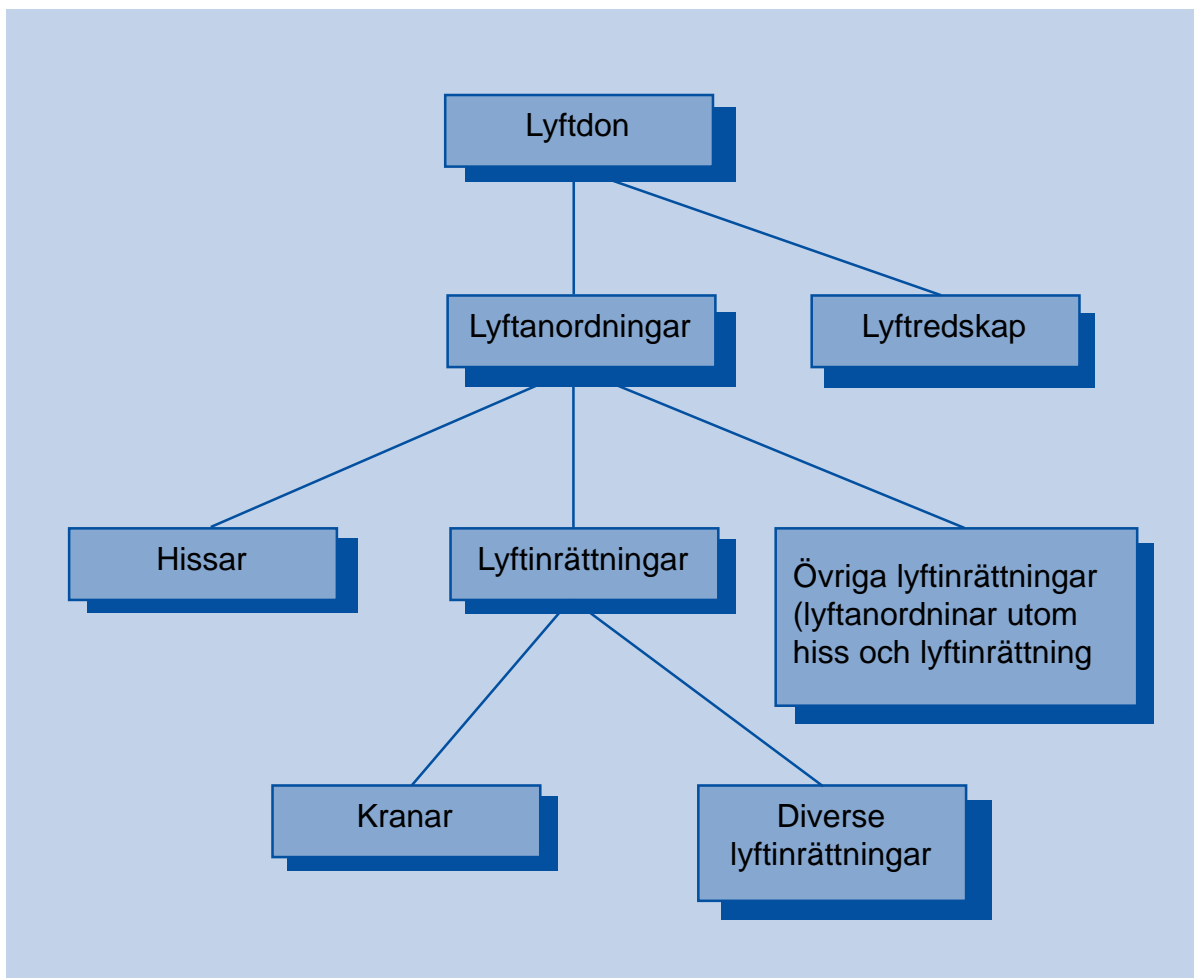 Lyftdon
Lyftanordningar
Lyftredskap
Hissar
Lyftinrättningar
Övriga lyftinrättningar
(lyftanordninar utom
hiss och lyftinrättning
Kranar
Diverse
lyftinrättningar